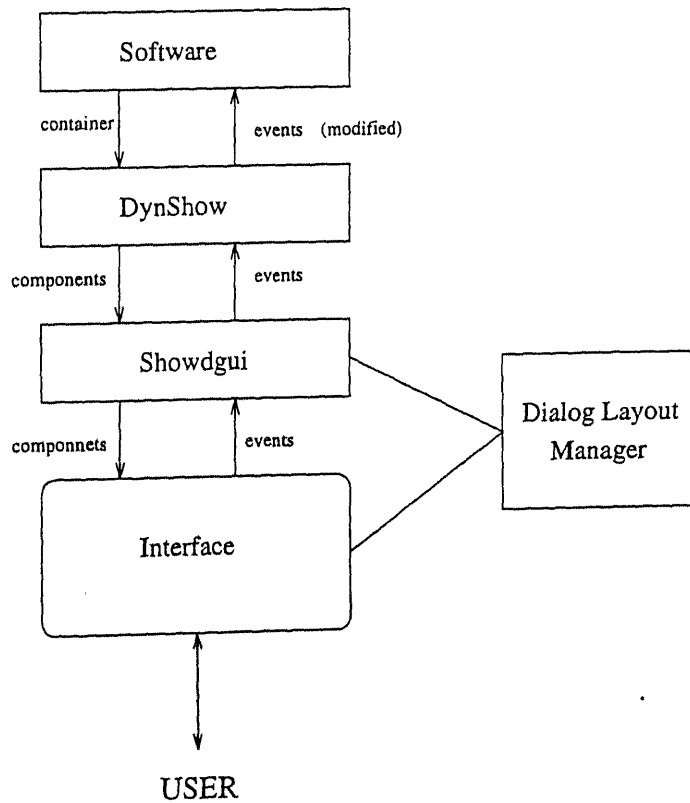 Software
container
events (modified)
DynShow
components
events
Showdgui
componnets
events
Dialog Layout
Manager
Interface
USER